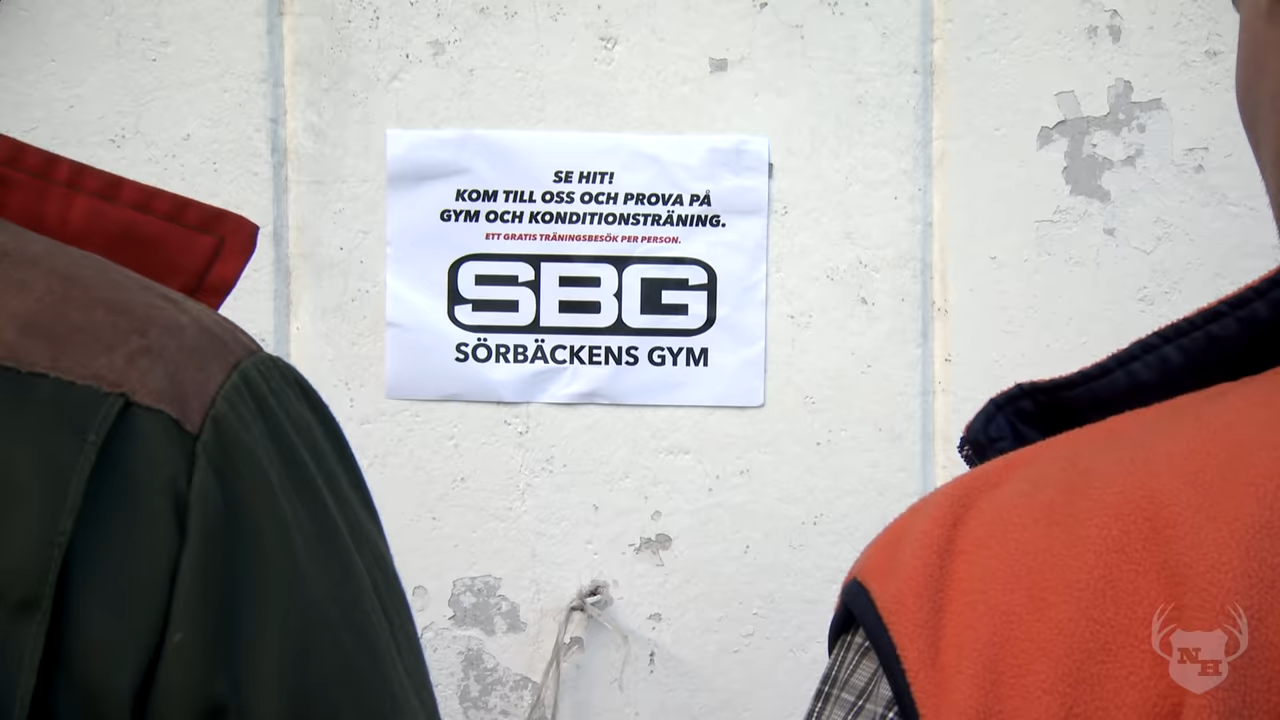 SE HIT!
KOM TILL OSS OCH PROVA PÅ
GYM OCH KONDITIONSTRÄNING.
ETT GRATIS TRÄNINGSBESÖK PER PERSON.
SBG
SÖRBÄCKENS GYM
NH